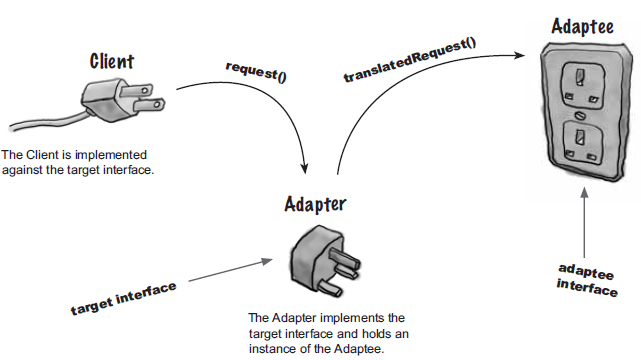 Adaptee
Client
request()
translatedRequest()
The Client is implemented
against the target interface.
Adapter
target interface
adaptee
interface
The Adapter implements the
target interface and holds an
instance of the Adaptee.